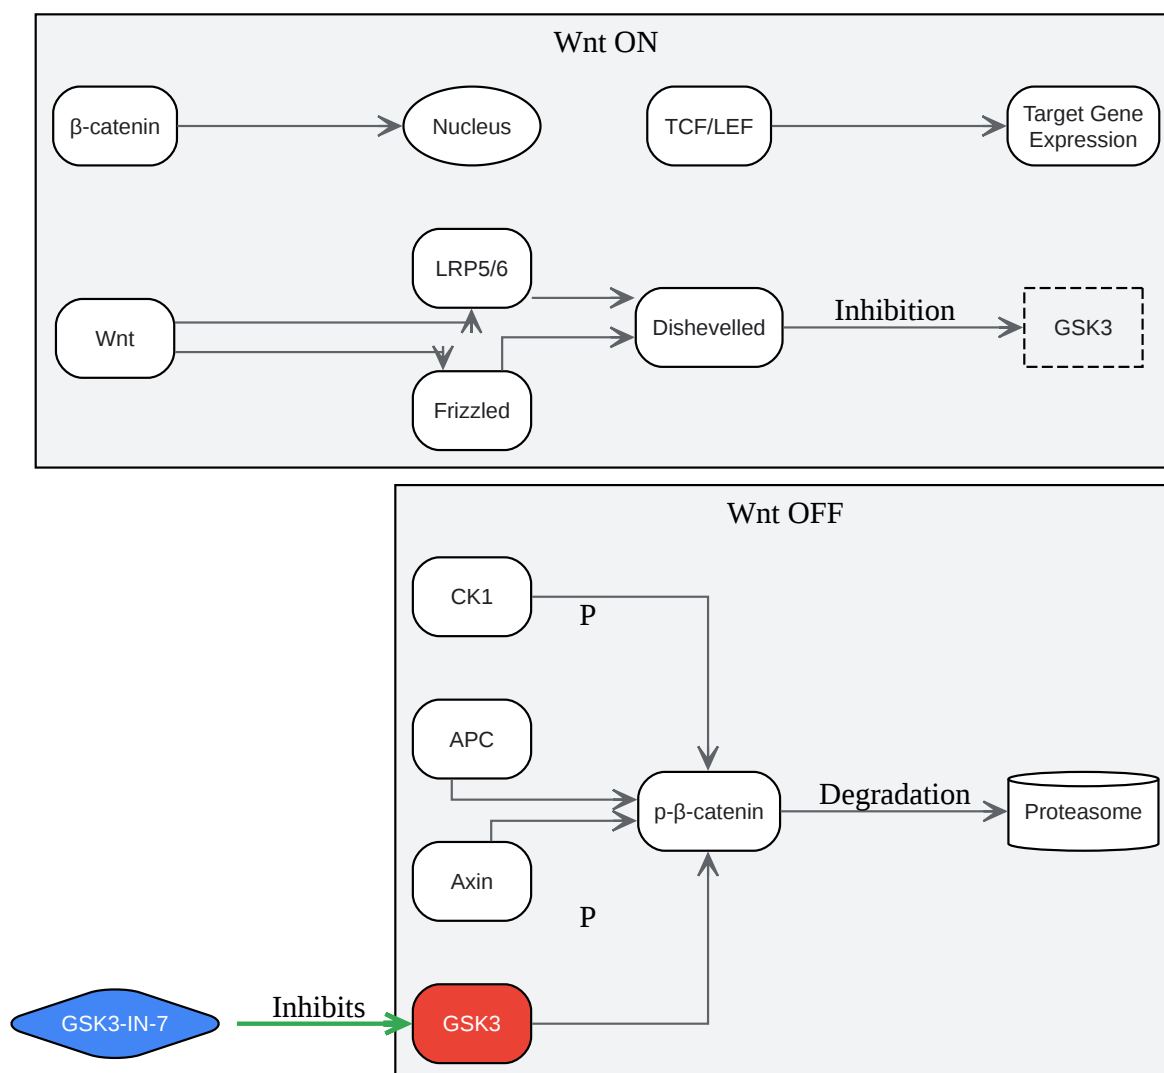 Wnt ON
β-catenin
Nucleus
TCF/LEF
Target Gene
Expression
LRP5/6
Wnt
Dishevelled
Inhibition
GSK3
Frizzled
Wnt OFF
CK1
P
APC
p-β-catenin
Degradation
Proteasome
Axin
P
GSK3-IN-7
Inhibits
GSK3